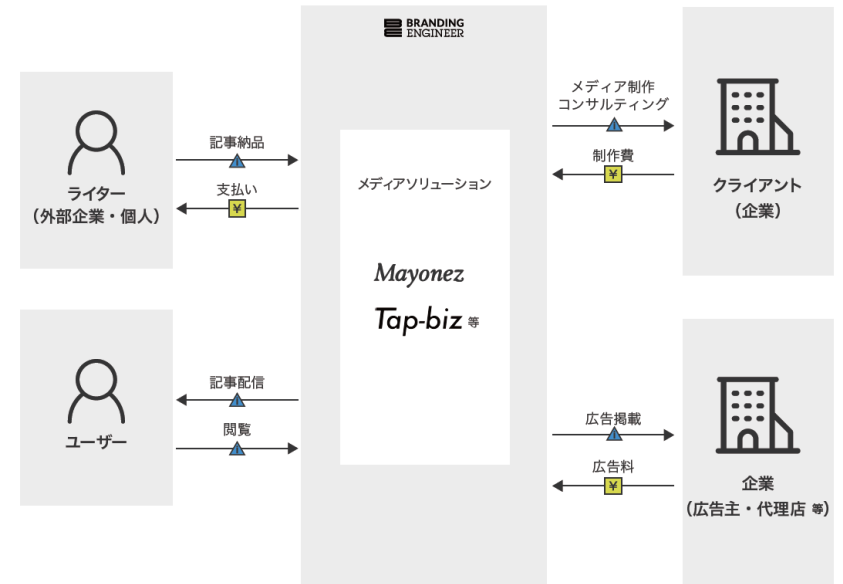 BRANDING
ENGINEER
ライター
(外部企業・個人)
記事納品
支払い
¥
ユーザー
記事配信
閲覧
メディアソリューション
Mayonez
Tap-biz 等
メディア制作
コンサルティング
制作費
¥
クライアント
(企業)
広告掲載
広告料
¥
企業
(広告主・代理店 等)